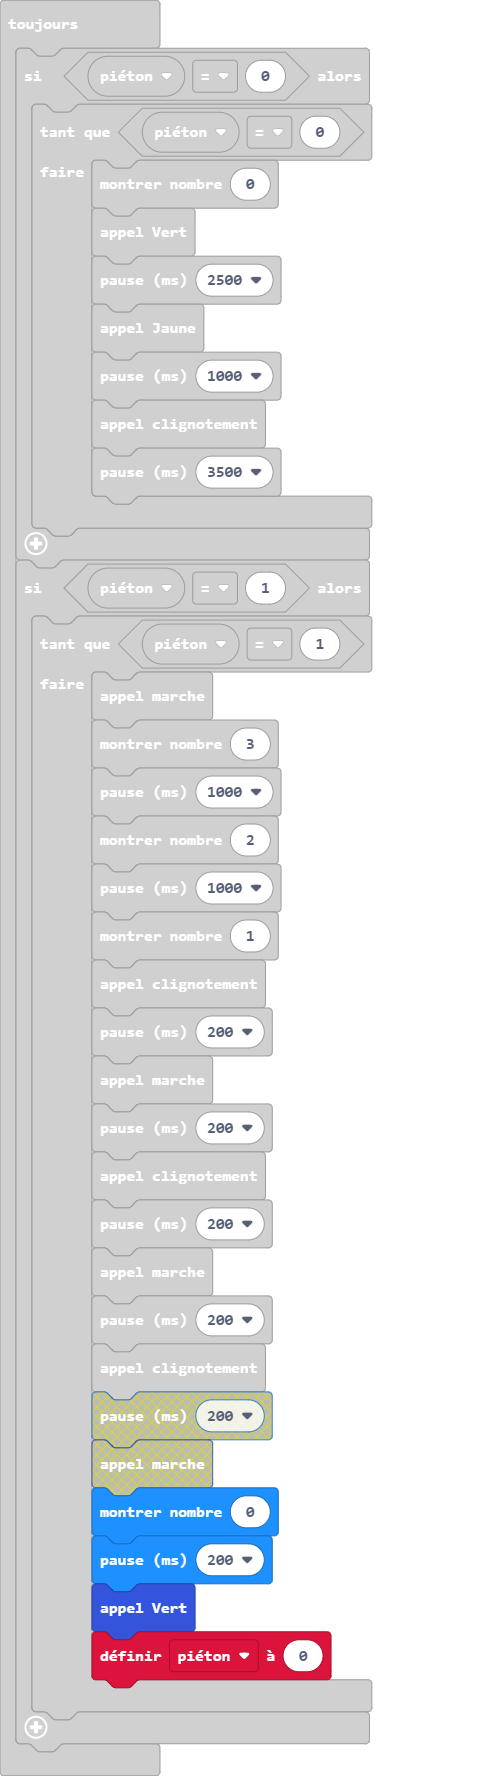 toujours
si piéton = 0 alors
tant que piéton = 0
faire
montrer nombre 0
appel Vert
pause (ms) 2500
appel Jaune
pause (ms) 1000
appel clignotement
pause (ms) 3500
si piéton = 1 alors
tant que piéton = 1
faire
appel marche
montrer nombre 3
pause (ms) 1000
montrer nombre 2
pause (ms) 1000
montrer nombre 1
appel clignotement
pause (ms) 200
appel marche
pause (ms) 200
appel clignotement
pause (ms) 200
appel marche
pause (ms) 200
appel clignotement
pause (ms) 200
appel marche
montrer nombre 0
pause (ms) 200
appel Vert
définir piéton à 0